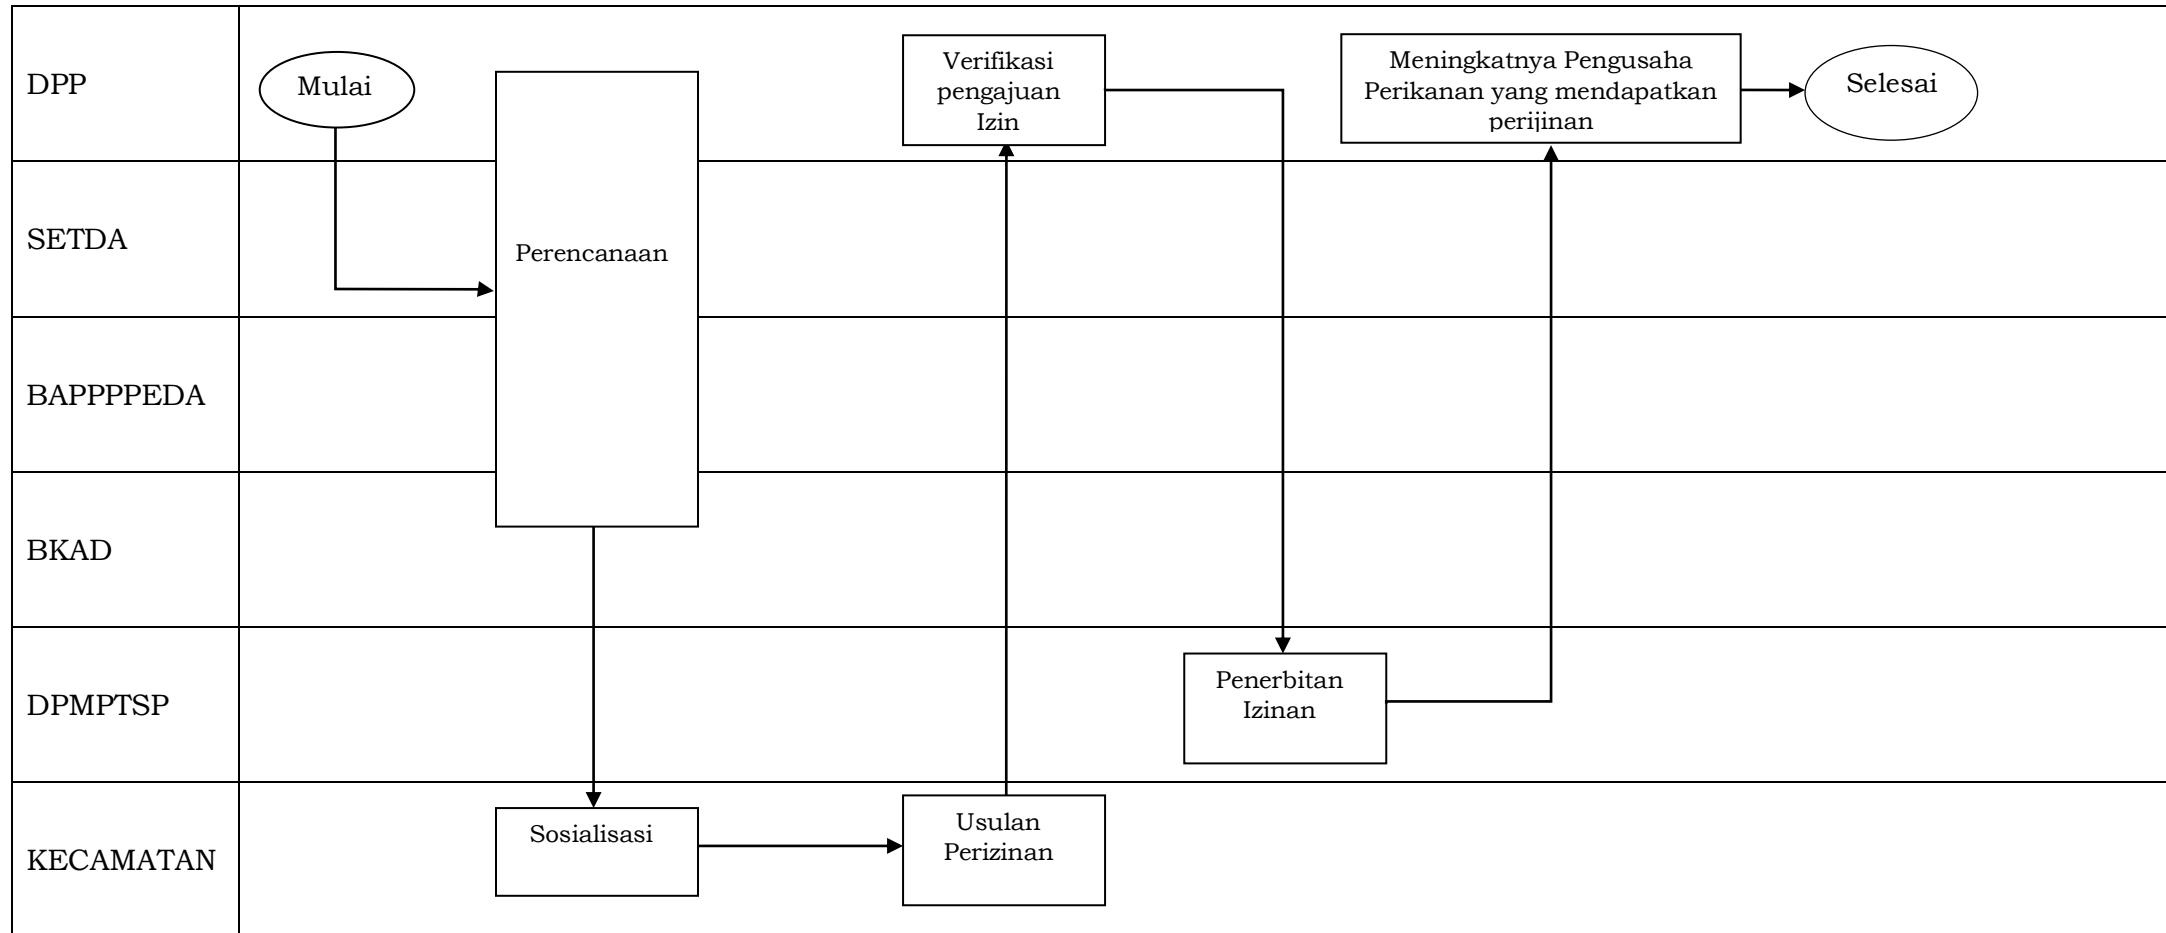 DPP
Mulai
Verifikasi
pengajuan
Izin
Meningkatnya Pengusaha
Perikanan yang mendapatkan
perijinan
Selesai
SETDA
Perencanaan
BAPPPPEDA
BKAD
DPMPTSP
Penerbitan
Izinan
KECAMATAN
Sosialisasi
Usulan
Perizinan